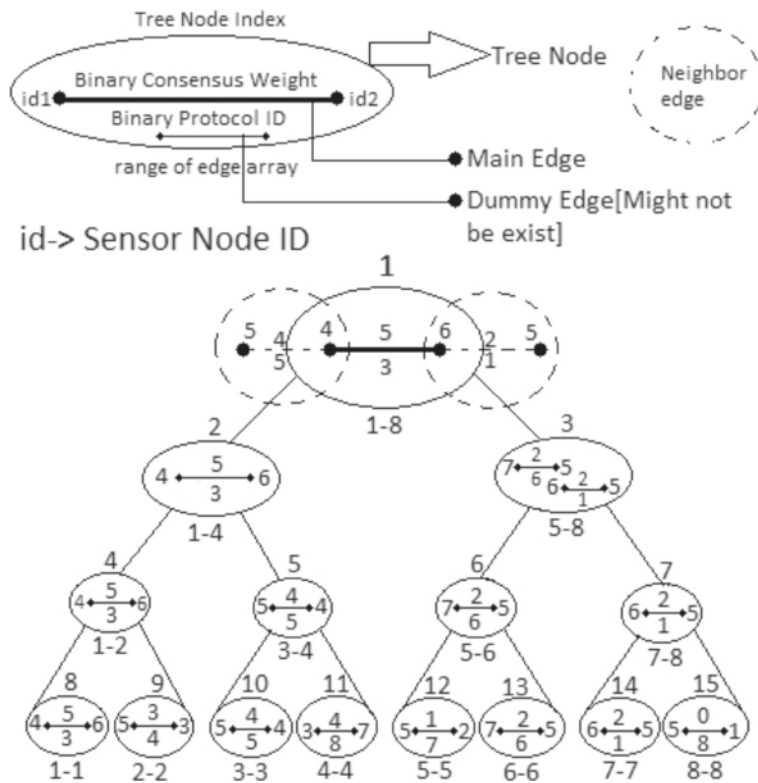 Tree Node Index
Tree Node
Neighbor
edge
Binary Consensus Weight
id1
id2
Binary Protocol ID
range of edge array
Main Edge
Dummy Edge[Might not
be exist]
id-> Sensor Node ID
1
5 4 4 5 6 2 5
5 3 1
1-8
2 3
4 5 6
3
7 2 5
6 6 2 5
1
1-4 5-8
4 5 6 7
4 5 6 5 4 4 7 2 5 6 2 5
3 5 6 1
1-2 3-4 5-6 7-8
8 9 10 11 12 13 14 15
4 5 6 5 3 3 5 4 4 3 4 7 5 1 2 7 2 5 6 2 5 5 0 1
3 4 5 8 7 6 1 8
1-1 2-2 3-3 4-4 5-5 6-6 7-7 8-8